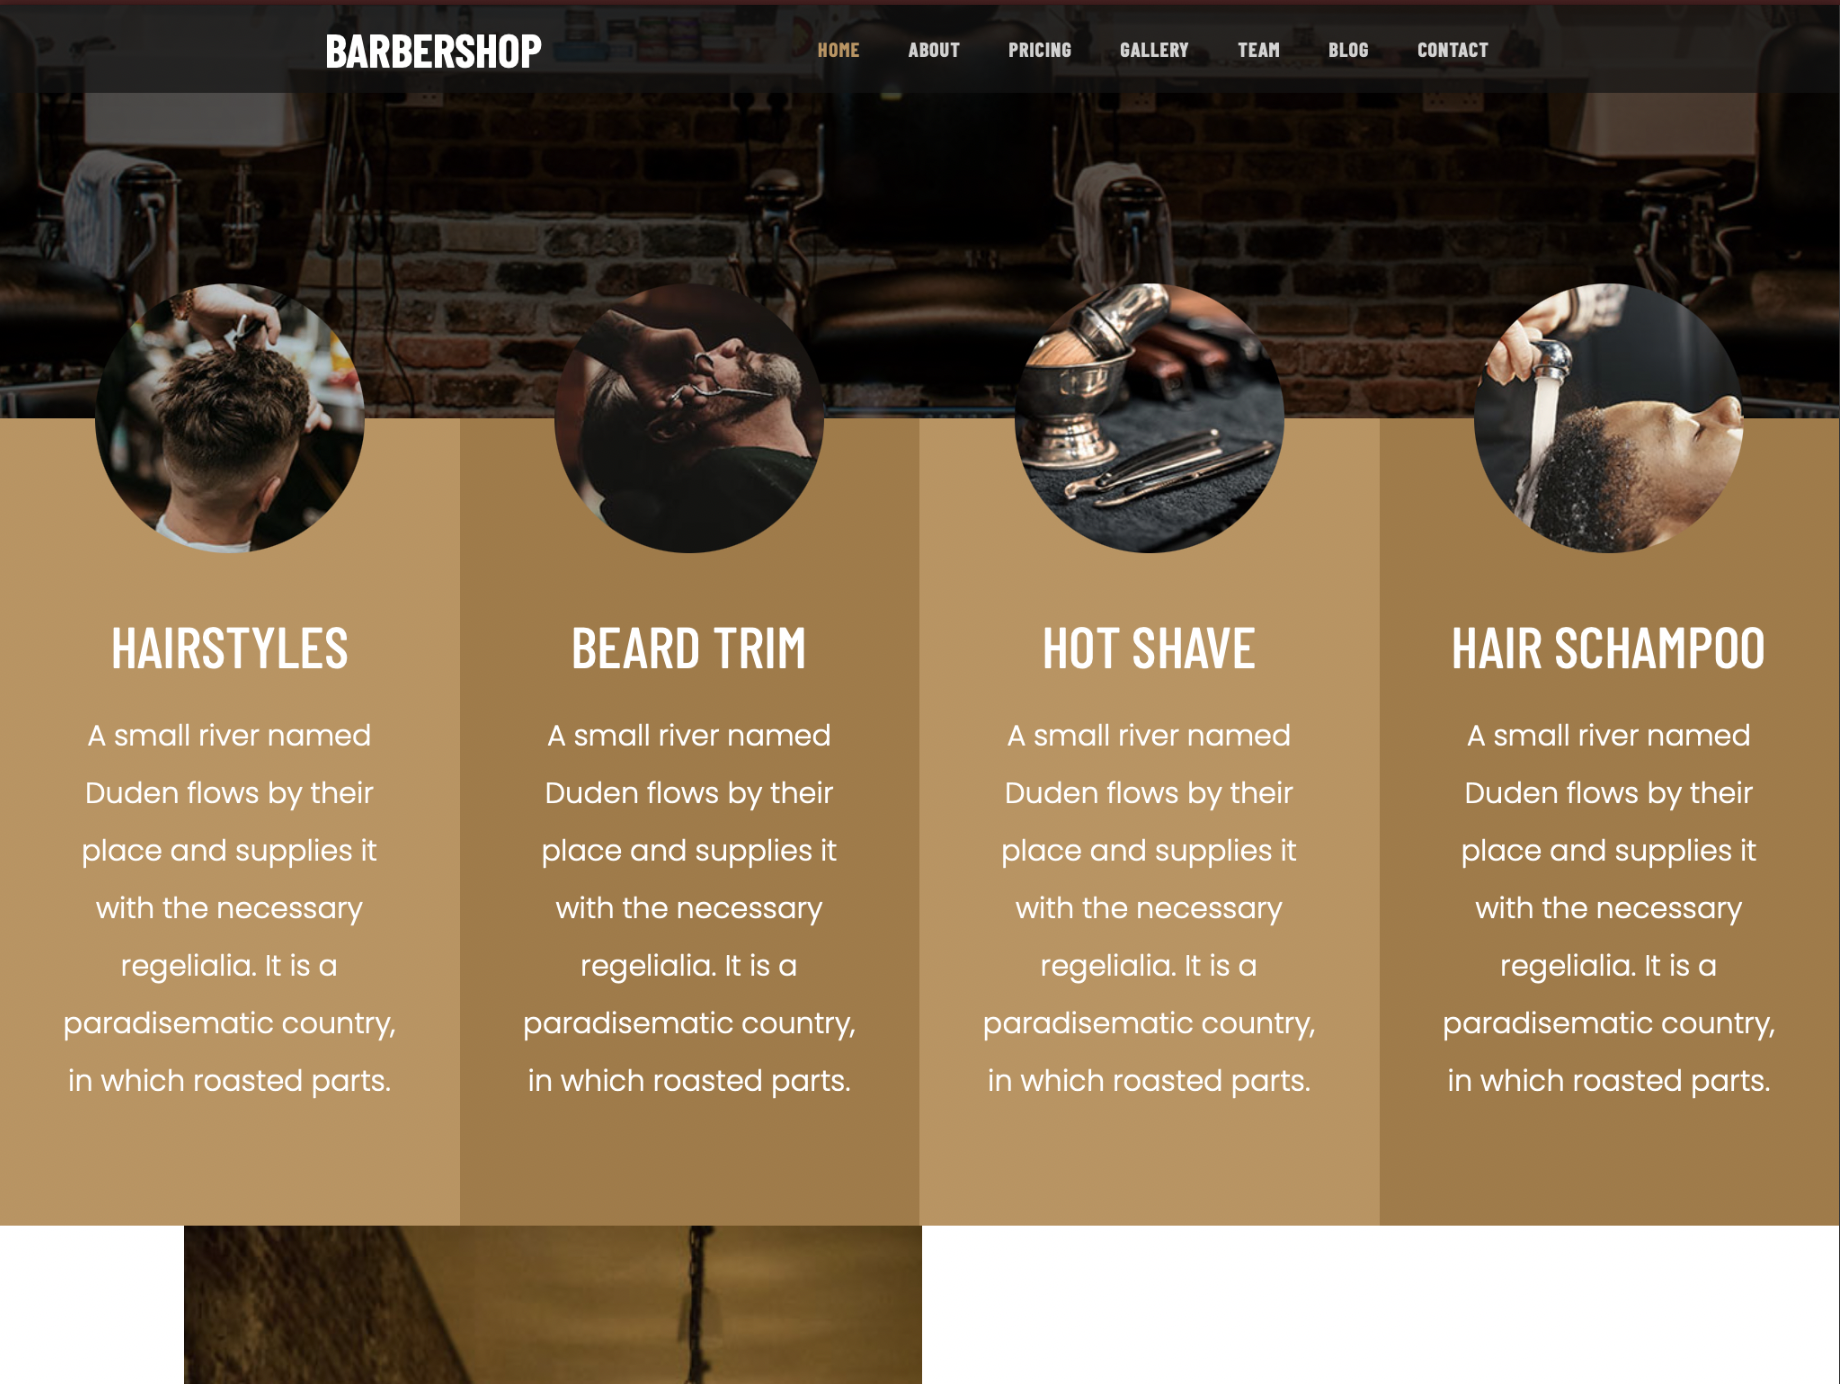 BARBERSHOP
HOME ABOUT PRICING GALLERY TEAM BLOG CONTACT
HAIRSTYLES
A small river named
Duden flows by their
place and supplies it
with the necessary
regelialia. It is a
paradisematic country,
in which roasted parts.
BEARD TRIM
A small river named
Duden flows by their
place and supplies it
with the necessary
regelialia. It is a
paradisematic country,
in which roasted parts.
HOT SHAVE
A small river named
Duden flows by their
place and supplies it
with the necessary
regelialia. It is a
paradisematic country,
in which roasted parts.
HAIR SCHAMPOO
A small river named
Duden flows by their
place and supplies it
with the necessary
regelialia. It is a
paradisematic country,
in which roasted parts.